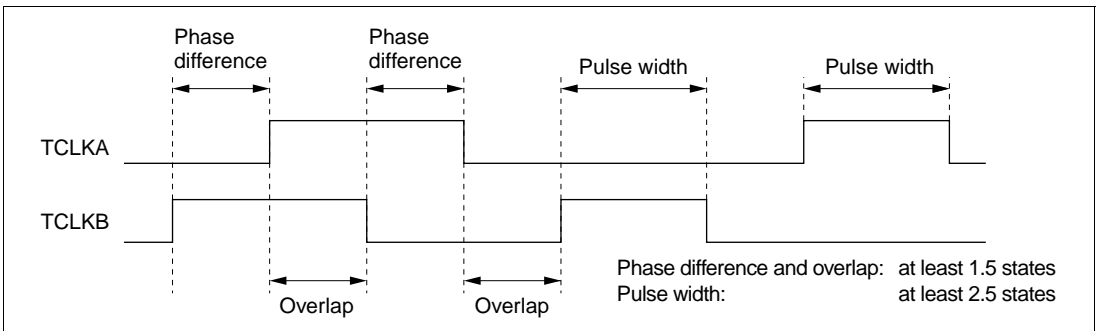 Phase
difference
Phase
difference
Pulse width
Pulse width
TCLKA
TCLKB
Overlap
Overlap
Phase difference and overlap: at least 1.5 states
Pulse width: at least 2.5 states